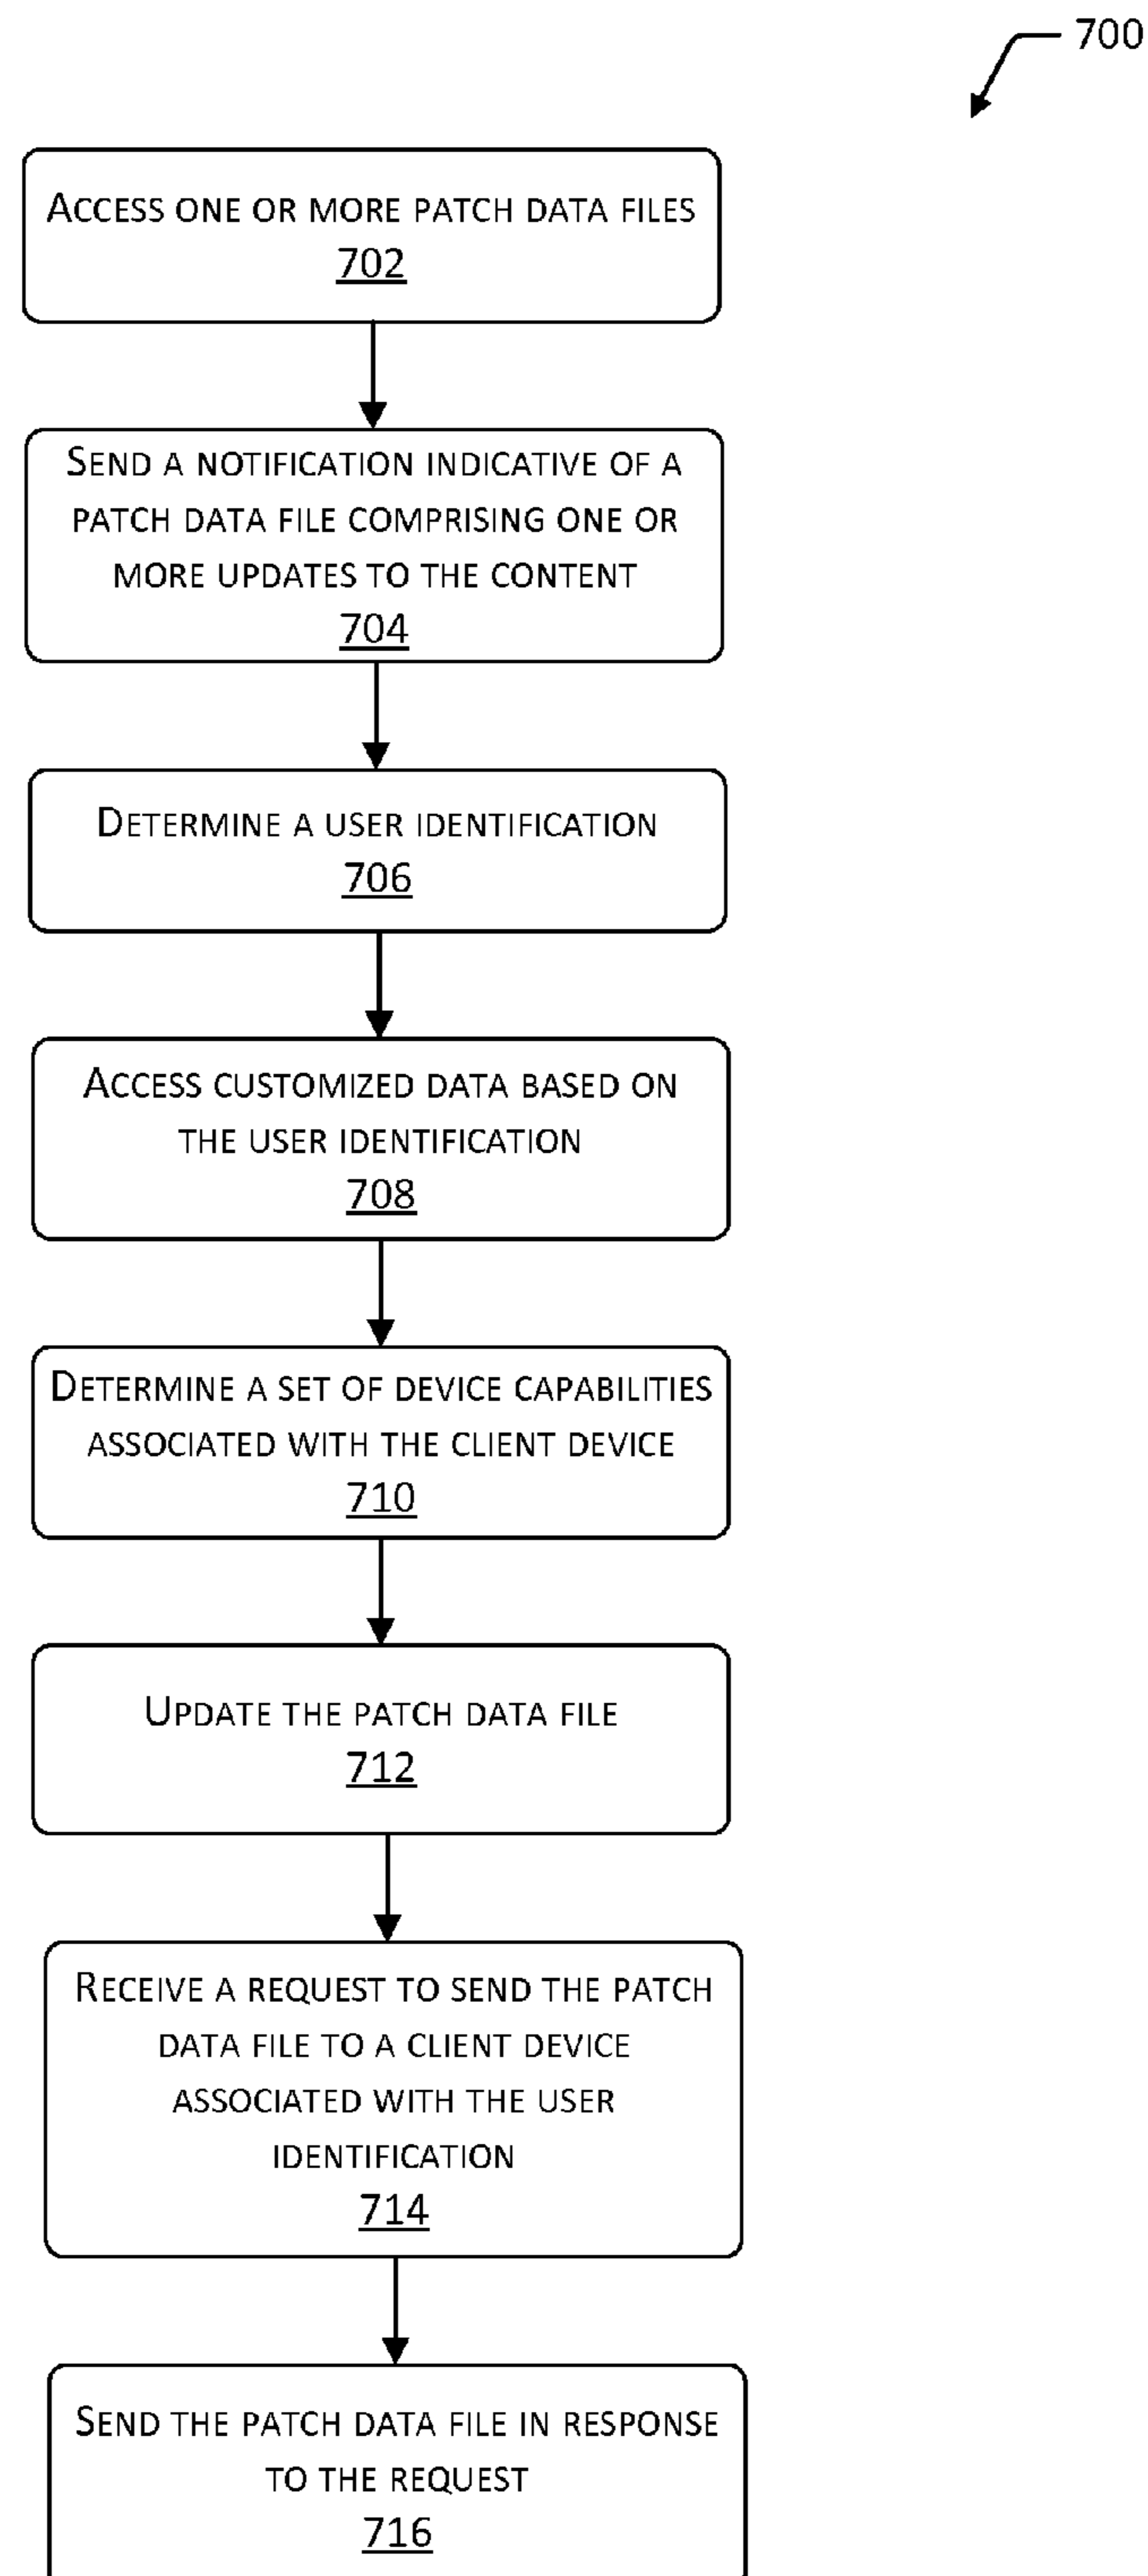 700
ACCESS ONE OR MORE PATCH DATA FILES
702
SEND A NOTIFICATION INDICATIVE OF A
PATCH DATA FILE COMPRISING ONE OR
MORE UPDATES TO THE CONTENT
704
DETERMINE A USER IDENTIFICATION
706
ACCESS CUSTOMIZED DATA BASED ON
THE USER IDENTIFICATION
708
DETERMINE A SET OF DEVICE CAPABILITIES
ASSOCIATED WITH THE CLIENT DEVICE
710
UPDATE THE PATCH DATA FILE
712
RECEIVE A REQUEST TO SEND THE PATCH
DATA FILE TO A CLIENT DEVICE
ASSOCIATED WITH THE USER
IDENTIFICATION
714
SEND THE PATCH DATA FILE IN RESPONSE
TO THE REQUEST
716